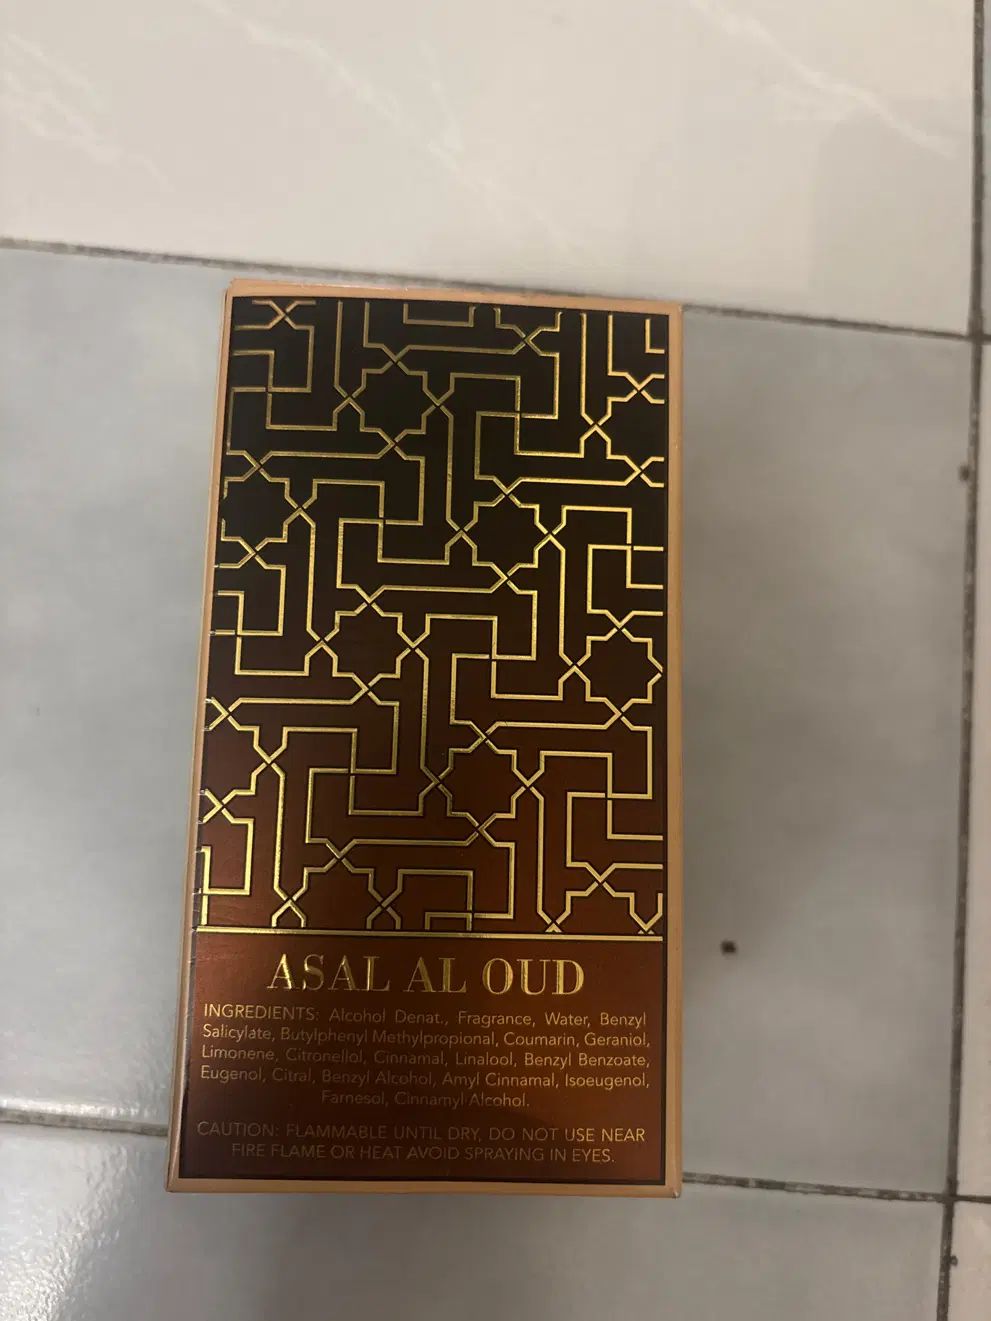 ASAL AL OUD
INGREDIENTS: Alcohol Denat., Fragrance, Water, Benzyl
Salicylate, Butylphenyl Methylpropional, Coumarin, Geraniol,
Limonene, Citronellol, Cinnamal, Linalool, Benzyl Benzoate,
Eugenol, Citral, Benzyl Alcohol, Amyl Cinnamal, Isoeugenol,
Farnesol, Cinnamyl Alcohol.
CAUTION: FLAMMABLE UNTIL DRY, DO NOT USE NEAR
FIRE FLAME OR HEAT AVOID SPRAYING IN EYES.